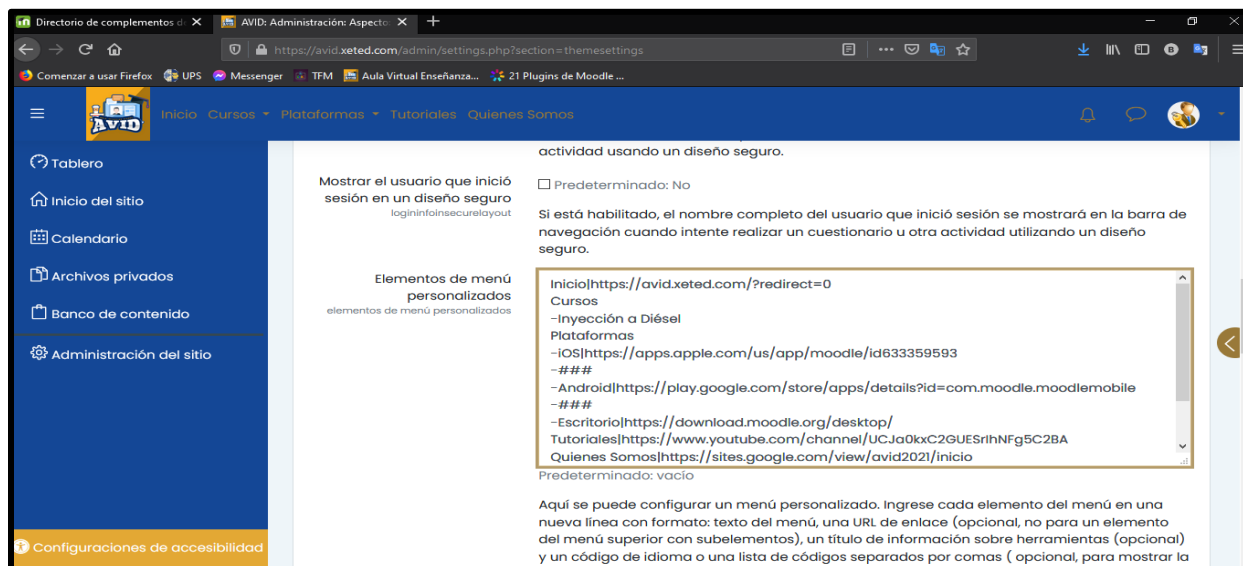 Directorio de complementos d
AVID: Administración: Aspecto
https://avid.xeted.com/admin/settings.php?section=themesettings
Comenzar a usar Firefox UPS Messenger TFM Aula Virtual Enseñanza... 21 Plugins de Moodle ...
AVID
Inicio Cursos Plataformas Tutoriales Quienes Somos
Tablero
Inicio del sitio
Calendario
Archivos privados
Banco de contenido
Administración del sitio
Configuraciones de accesibilidad
actividad usando un diseño seguro.
Mostrar el usuario que inició
sesión en un diseño seguro
logininfoinsecurelayout
Predeterminado: No
Si está habilitado, el nombre completo del usuario que inició sesión se mostrará en la barra de
navegación cuando intente realizar un cuestionario u otra actividad utilizando un diseño
seguro.
Elementos de menú
personalizados
elementos de menú personalizados
Inicio|https://avid.xeted.com/?redirect=0
Cursos
-Inyección a Diésel
Plataformas
-iOS|https://apps.apple.com/us/app/moodle/id633359593
-###
-Android|https://play.google.com/store/apps/details?id=com.moodle.moodlemobile
-###
-Escritorio|https://download.moodle.org/desktop/
Tutoriales|https://www.youtube.com/channel/UCJa0kxC2GUESrIhNFg5C2BA
Quienes Somos|https://sites.google.com/view/avid2021/inicio
Predeterminado: vacío
Aquí se puede configurar un menú personalizado. Ingrese cada elemento del menú en una
nueva línea con formato: texto del menú, una URL de enlace (opcional, no para un elemento
del menú superior con subelementos), un título de información sobre herramientas (opcional)
y un código de idioma o una lista de códigos separados por comas ( opcional, para mostrar la